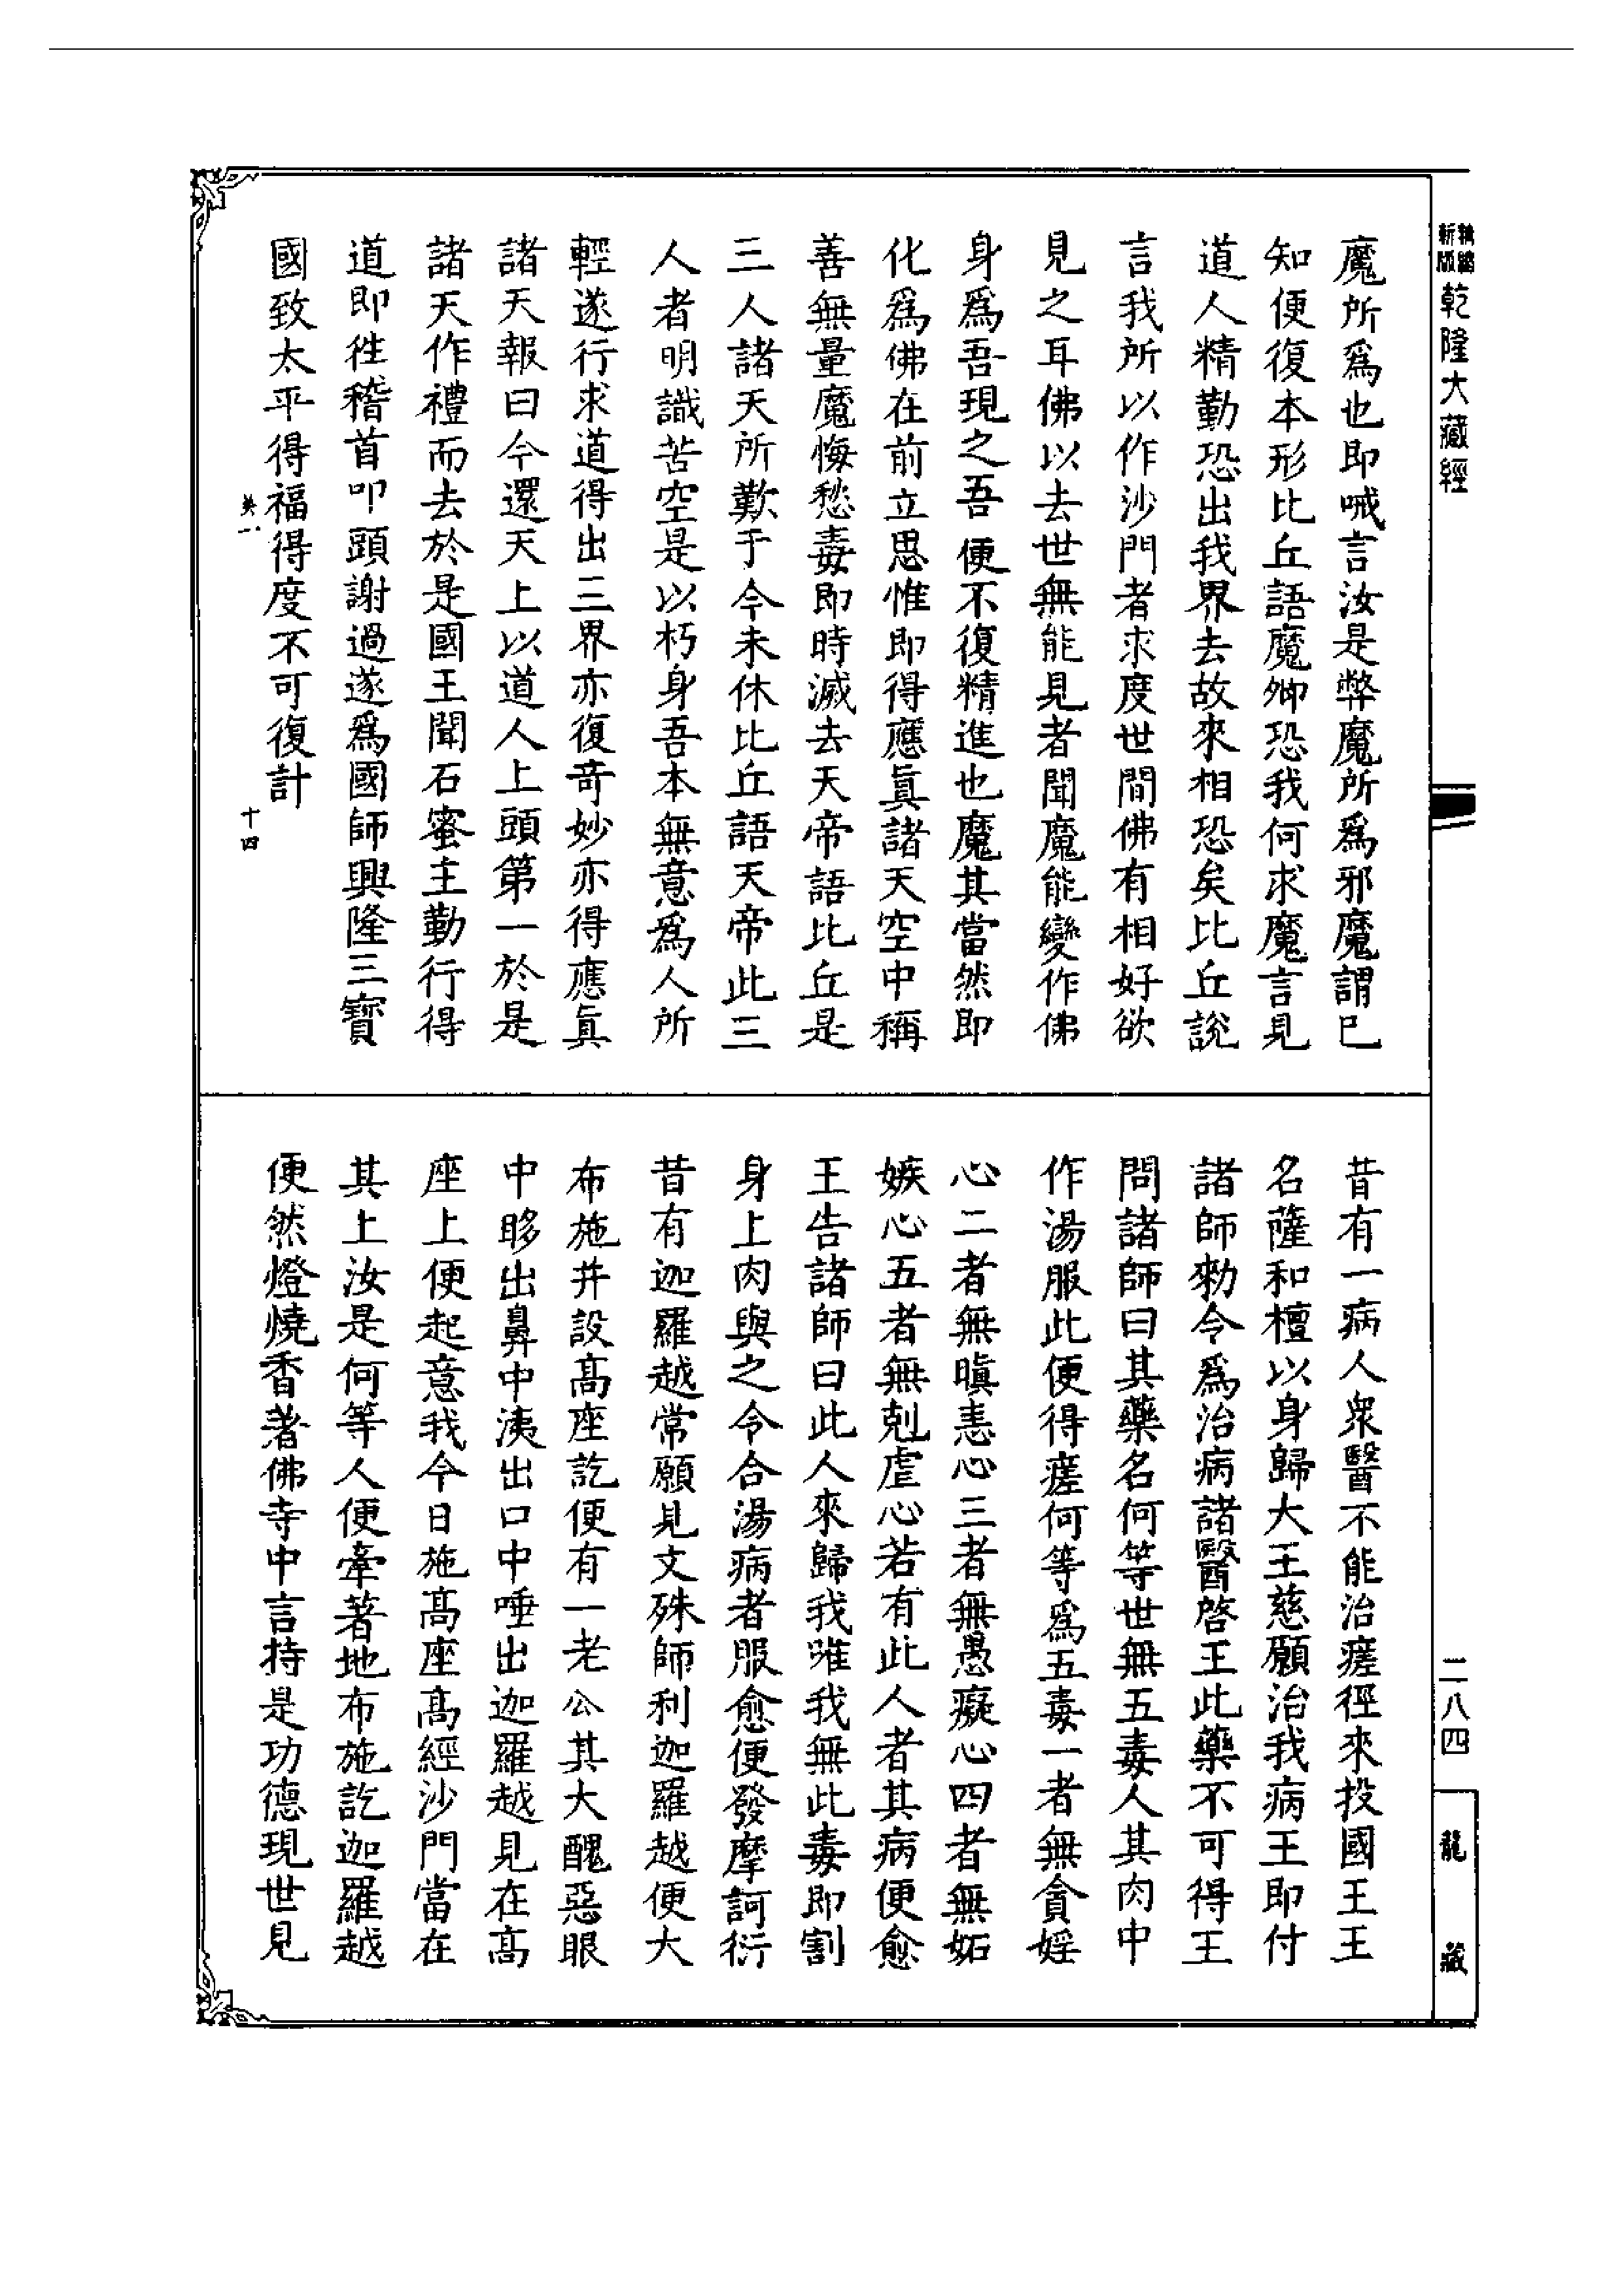 精縮新版乾隆大藏經
魔所爲也即喊言汝是弊魔所爲邪魔謂已
知便復本形比丘語魔卿恐我何求魔言見
道人精勤恐出我界去故來相恐矣比丘說
言我所以作沙門者求度世間佛有相好欲
見之耳佛以去世無能見者聞魔能變作佛
身爲吾現之吾便不復精進也魔其當然即
化爲佛在前立思惟即得應眞諸天空中稱
善無量魔悔愁毒即時滅去天帝語比丘是
三人諸天所歎于今未休比丘語天帝此三
人者明識苦空是以朽身吾本無意爲人所
輕遂行求道得出三界亦復奇妙亦得應眞
諸天報曰今還天上以道人上頭第一於是
諸天作禮而去於是國王聞石蜜主勤行得
道即徃稽首叩頭謝過遂爲國師興隆三寶
國致太平得福得度不可復計
十四
昔有一病人衆醫不能治瘥徑來投國王王
名薩和檀以身歸大王慈願治我病王即付
諸師勑令爲治病諸醫啓王此藥不可得王
問諸師曰其藥名何等世無五毒人其肉中
作湯服此便得瘥何等爲五毒一者無貪婬
心二者無瞋恚心三者無愚癡心四者無妬
嫉心五者無剋虐心若有此人者其病便愈
王告諸師曰此人來歸我唯我無此毒即割
身上肉與之令合湯病者服愈便發摩訶衍
昔有迦羅越常願見文殊師利迦羅越便大
布施并設高座訖便有一老公其大醜惡眼
中眵出鼻中洟出口中唾出迦羅越見在高
座上便起意我今日施高座高經沙門當在
其上汝是何等人便牽著地布施訖迦羅越
便然燈燒香著佛寺中言持是功德現世見
二八四
龍藏